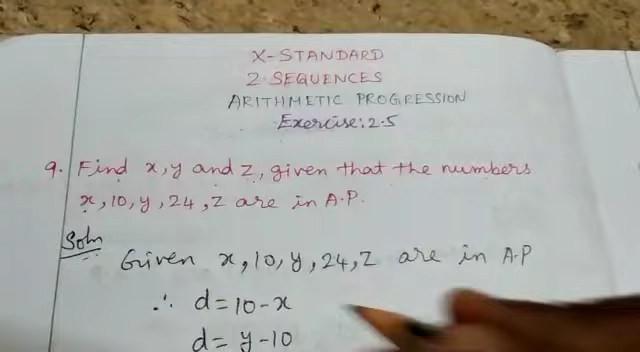 X-STANDARD
2 SEQUENCES
ARITHMETIC PROGRESSION
Exercise: 2.5
9. Find x, y and z, given that the numbers
x, 10, y, 24, z are in A.P.
Soln
Given x, 10, y, 24, z are in A.P
∴ d = 10 - x
d = y - 10